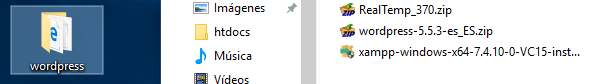 wordpress
Imágenes
htdocs
Música
Vídeos
RealTemp_370.zip
wordpress-5.5.3-es_ES.zip
xampp-windows-x64-7.4.10-0-VC15-inst...